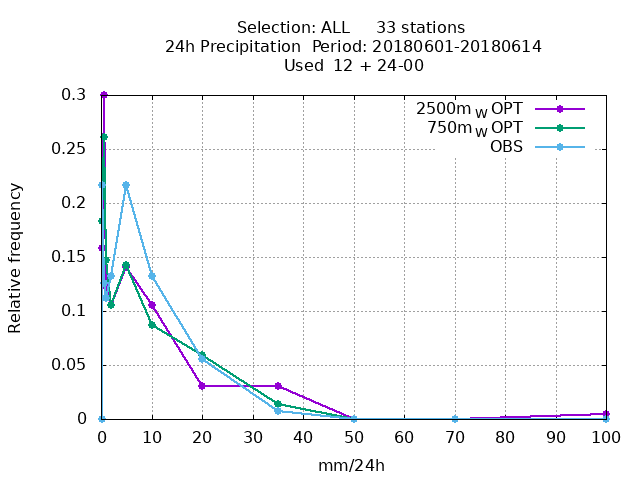 Selection: ALL 33 stations
24h Precipitation Period: 20180601-20180614
Used 12 + 24-00
0.3
0.25
0.2
0.15
0.1
0.05
0
Relative frequency
2500m W OPT
750m W OPT
OBS
0 10 20 30 40 50 60 70 80 90 100
mm/24h